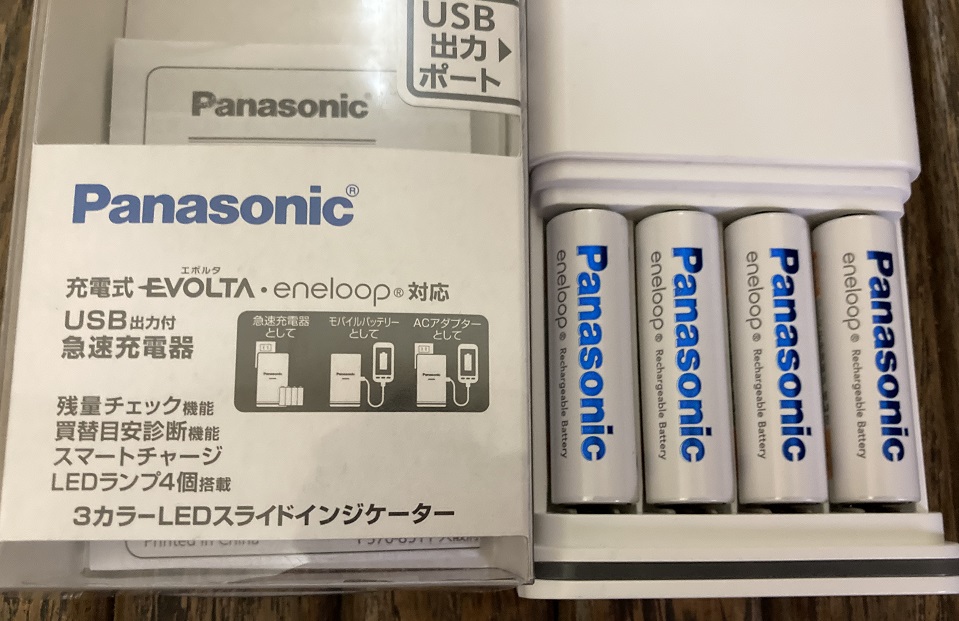 USB
出力
ポート
Panasonic
Panasonic®
エボルタ
充電式 EVOLTA・eneloop® 対応
USB出力付
急速充電器
急速充電器
として
モバイルバッテリー
として
ACアダプター
として
Panasonic
Panasonic
Panasonic
残量チェック機能
買替目安診断機能
スマートチャージ
LEDランプ4個搭載
3カラーLEDスライドインジケーター
Printed in China
Panasonic
eneloop® Rechargeable Battery
Panasonic
eneloop® Rechargeable Battery
Panasonic
eneloop® Rechargeable Battery
Panasonic
eneloop® Rechargeable Battery